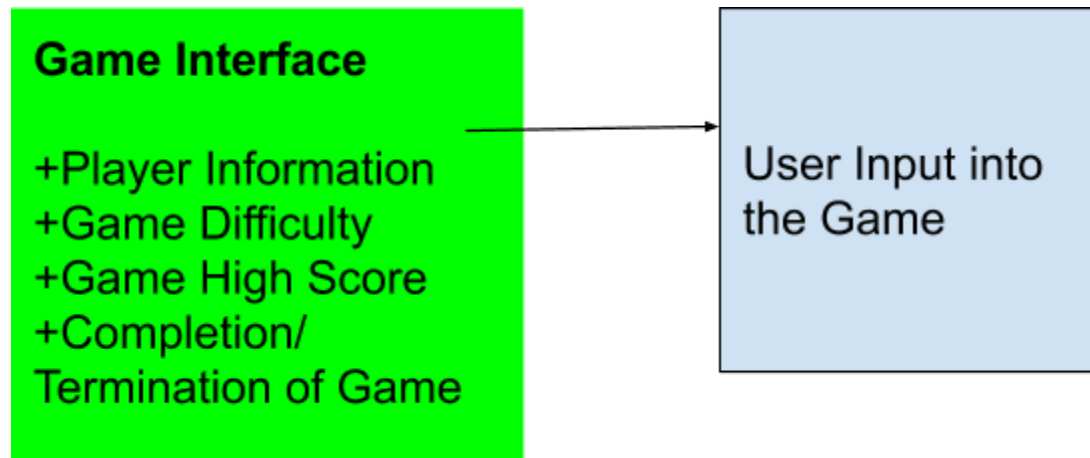 Game Interface
+Player Information
+Game Difficulty
+Game High Score
+Completion/
Termination of Game
User Input into
the Game